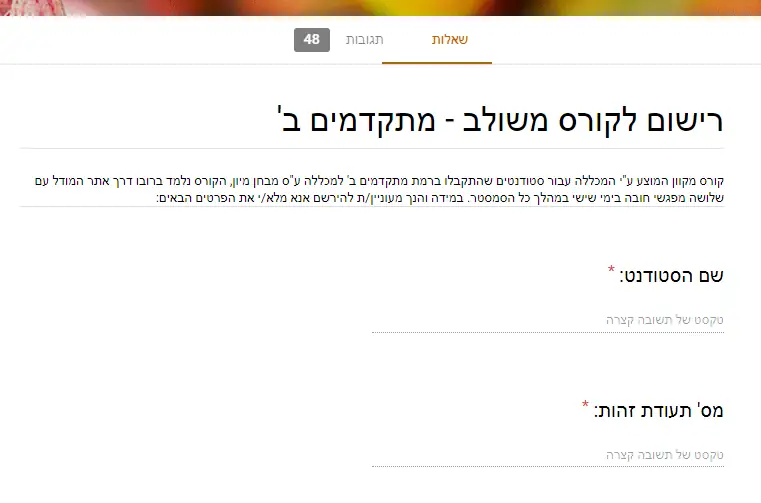 שאלות
תגובות 48
רישום לקורס משולב - מתקדמים ב'
קורס מקוון המוצע ע"י המכללה עבור סטודנטים שהתקבלו ברמת מתקדמים ב' למכללה ע"ס מבחן מיון, הקורס נלמד ברובו דרך אתר המודל עם
שלושה מפגשי חובה בימי שישי במהלך כל הסמסטר. במידה והנך מעוניין/ת להירשם אנא מלא/י את הפרטים הבאים:
שם הסטודנט: *
טקסט של תשובה קצרה
מס' תעודת זהות: *
טקסט של תשובה קצרה